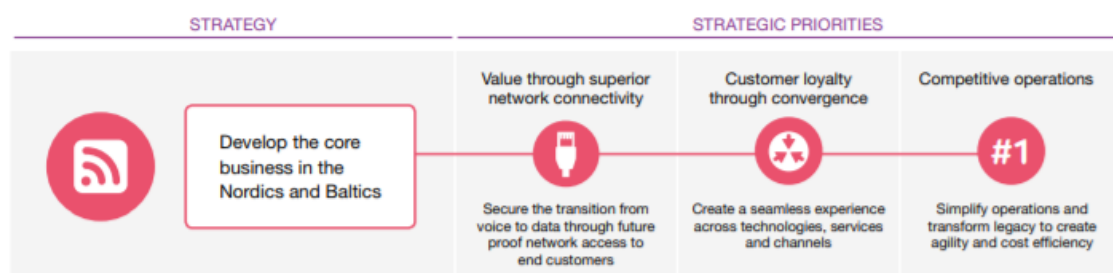 STRATEGY
STRATEGIC PRIORITIES
Develop the core
business in the
Nordics and Baltics
Value through superior
network connectivity
Secure the transition from
voice to data through future
proof network access to
end customers
Customer loyalty
through convergence
Create a seamless experience
across technologies, services
and channels
Competitive operations
#1
Simplify operations and
transform legacy to create
agility and cost efficiency